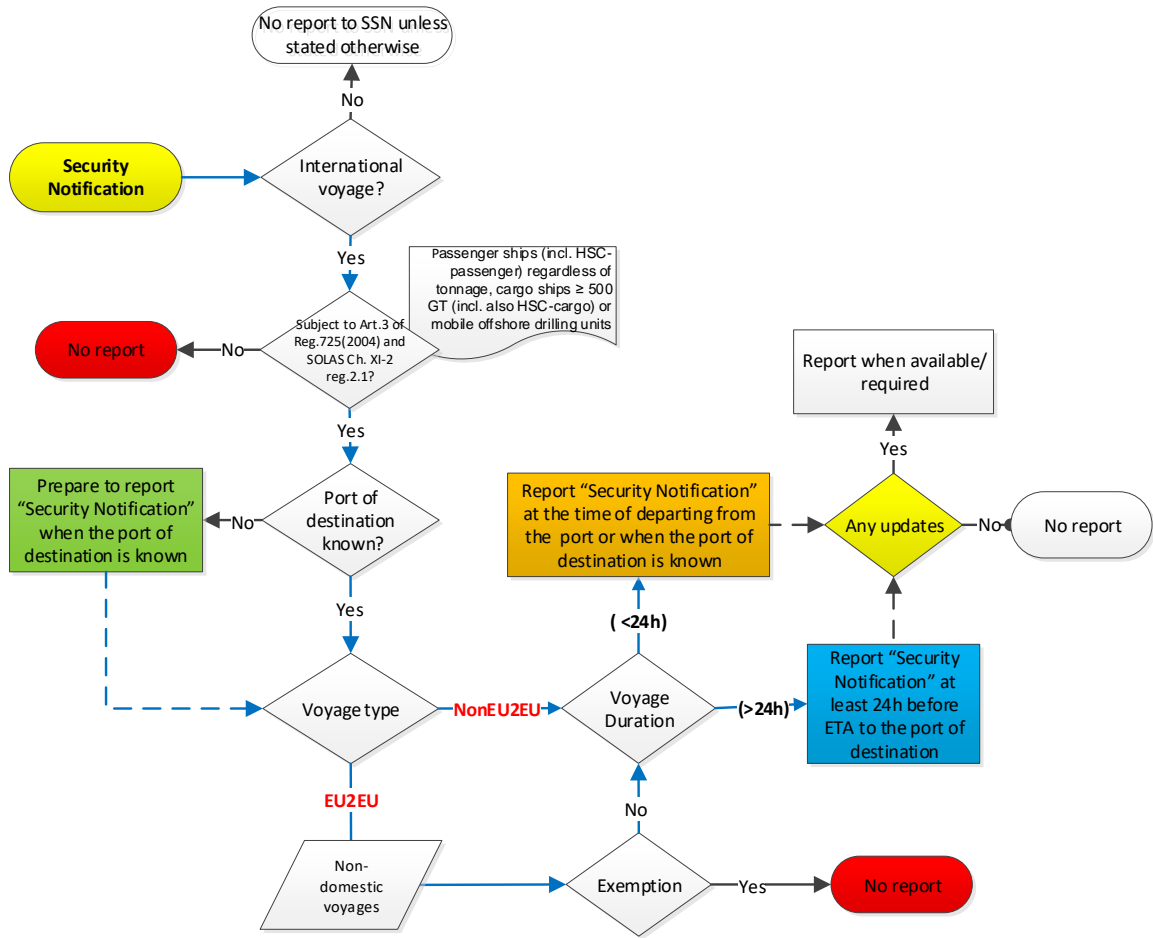 No report to SSN unless
stated otherwise
No
Security
Notification
International
voyage?
Yes
Passenger ships (incl. HSC-
passenger) regardless of
tonnage, cargo ships ≥ 500
GT (incl. also HSC-cargo) or
mobile offshore drilling units
No report
No
Subject to Art.3 of
Reg.725(2004) and
SOLAS Ch. XI-2
reg.2.1?
Report when available/
required
Yes
Yes
Prepare to report
“Security Notification”
when the port of
destination is known
No
Port of
destination
known?
Report “Security Notification”
at the time of departing from
the port or when the port of
destination is known
Any updates
No
No report
Yes
( <24h)
Voyage type
NonEU2EU
Voyage
Duration
(>24h)
Report “Security
Notification” at
least 24h before
ETA to the port of
destination
EU2EU
No
Non-
domestic
voyages
Exemption
Yes
No report